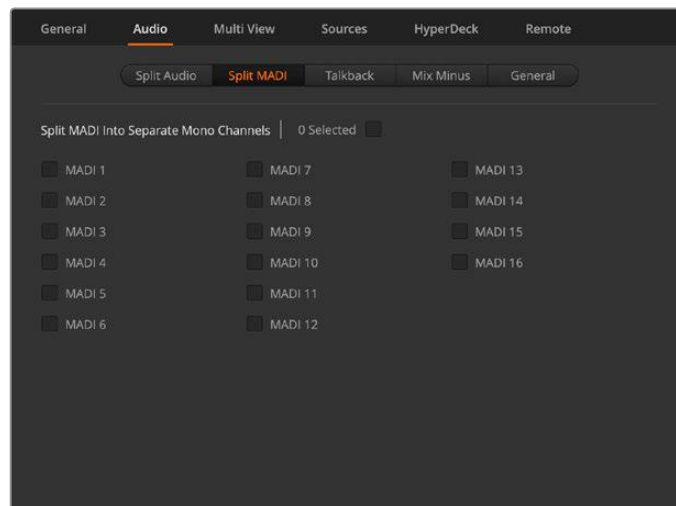 General Audio Multi View Sources HyperDeck Remote
Split Audio Split MADI Talkback Mix Minus General
Split MADI Into Separate Mono Channels 0 Selected
MADI 1 MADI 7 MADI 13
MADI 2 MADI 8 MADI 14
MADI 3 MADI 9 MADI 15
MADI 4 MADI 10 MADI 16
MADI 5 MADI 11
MADI 6 MADI 12